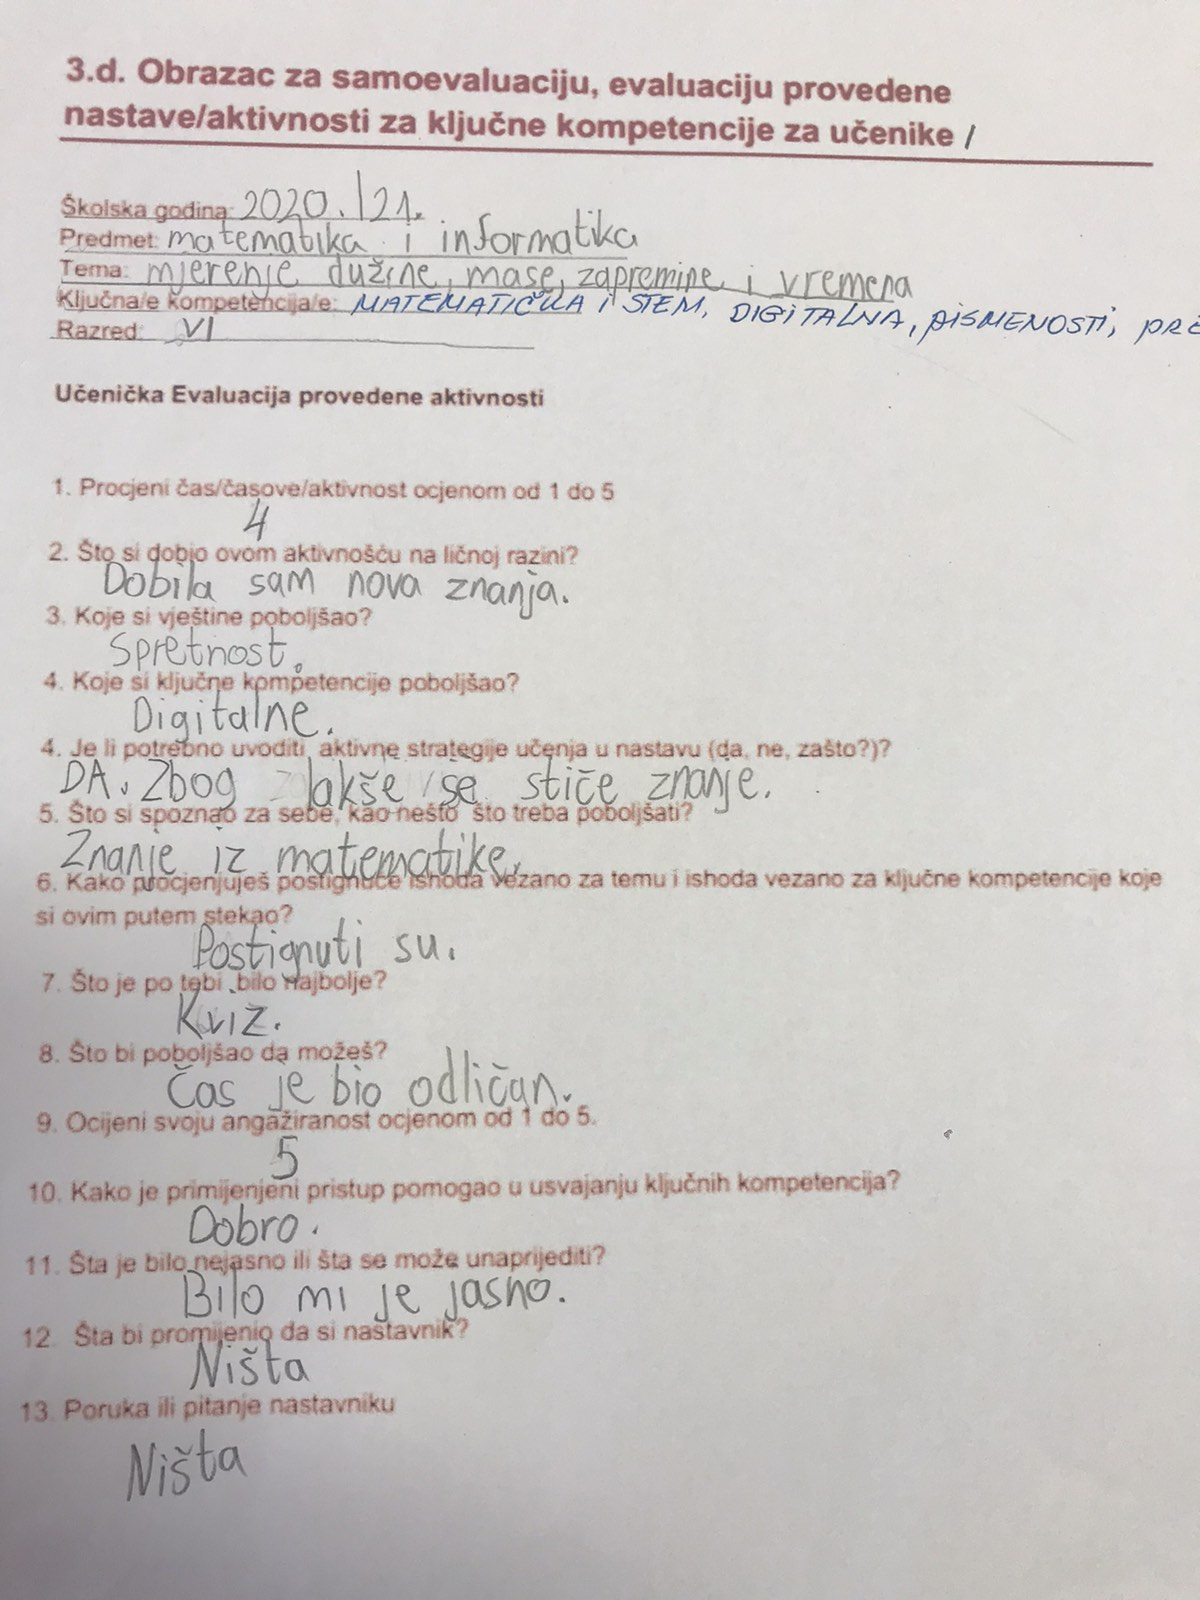 3.d. Obrazac za samoevaluaciju, evaluaciju provedene
nastave/aktivnosti za ključne kompetencije za učenike /
Školska godina: 2020./21.
Predmet: matematika i informatika
Tema: mjerenje dužine, mase, zapremine i vremena
Ključna/e kompetencija/e: MATEMATIČKA i STEM, DIGITALNA, PISMENOSTI,
Razred: VI
Učenička Evaluacija provedene aktivnosti
1. Procjeni čas/časove/aktivnost ocjenom od 1 do 5
4
2. Što si dobio ovom aktivnošću na ličnoj razini?
Dobila sam nova znanja.
3. Koje si vještine poboljšao?
Spretnost.
4. Koje si ključne kompetencije poboljšao?
Digitalne.
4. Je li potrebno uvoditi aktivne strategije učenja u nastavu (da, ne, zašto?)?
DA. Zbog lakše se stiče znanje.
5. Što si spoznao za sebe, kao nešto što treba poboljšati?
Znanje iz matematike.
6. Kako procjenjuješ postignuće ishoda vezano za temu i ishoda vezano za ključne kompetencije koje
si ovim putem stekao?
Postignuti su.
7. Što je po tebi bilo najbolje?
Kviz.
8. Što bi poboljšao da možeš?
Čas je bio odličan.
9. Ocijeni svoju angažiranost ocjenom od 1 do 5.
5
10. Kako je primijenjeni pristup pomogao u usvajanju ključnih kompetencija?
Dobro.
11. Šta je bilo nejasno ili šta se može unaprijediti?
Bilo mi je jasno.
12. Šta bi promijenio da si nastavnik?
Ništa
13. Poruka ili pitanje nastavniku
Ništa